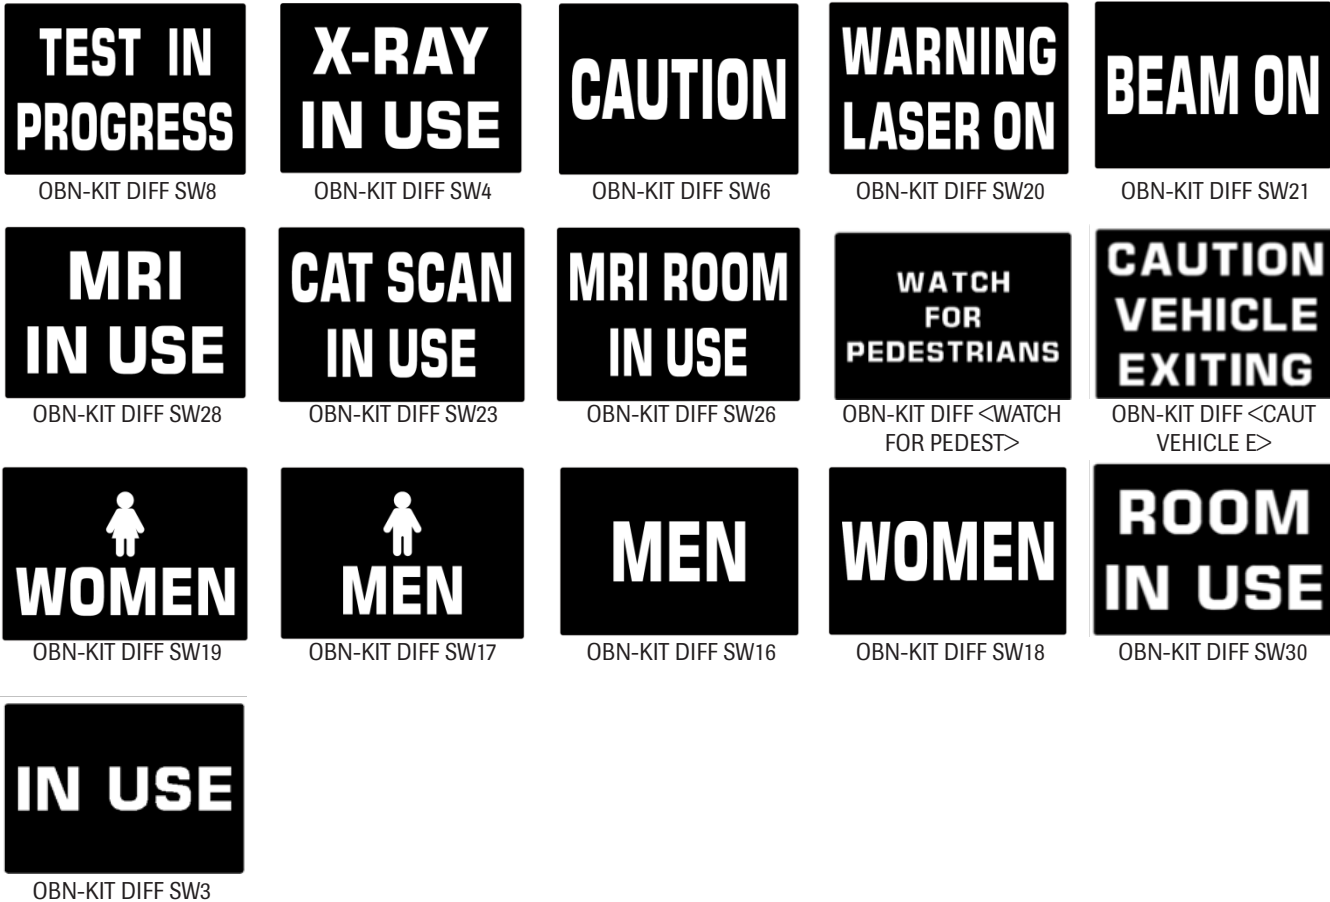 TEST IN
PROGRESS
OBN-KIT DIFF SW8
X-RAY
IN USE
OBN-KIT DIFF SW4
CAUTION
OBN-KIT DIFF SW6
WARNING
LASER ON
OBN-KIT DIFF SW20
BEAM ON
OBN-KIT DIFF SW21
MRI
IN USE
OBN-KIT DIFF SW28
CAT SCAN
IN USE
OBN-KIT DIFF SW23
MRI ROOM
IN USE
OBN-KIT DIFF SW26
WATCH
FOR
PEDESTRIANS
OBN-KIT DIFF <WATCH
FOR PEDEST>
CAUTION
VEHICLE
EXITING
OBN-KIT DIFF <CAUT
VEHICLE E>
WOMEN
OBN-KIT DIFF SW19
MEN
OBN-KIT DIFF SW17
MEN
OBN-KIT DIFF SW16
WOMEN
OBN-KIT DIFF SW18
ROOM
IN USE
OBN-KIT DIFF SW30
IN USE
OBN-KIT DIFF SW3